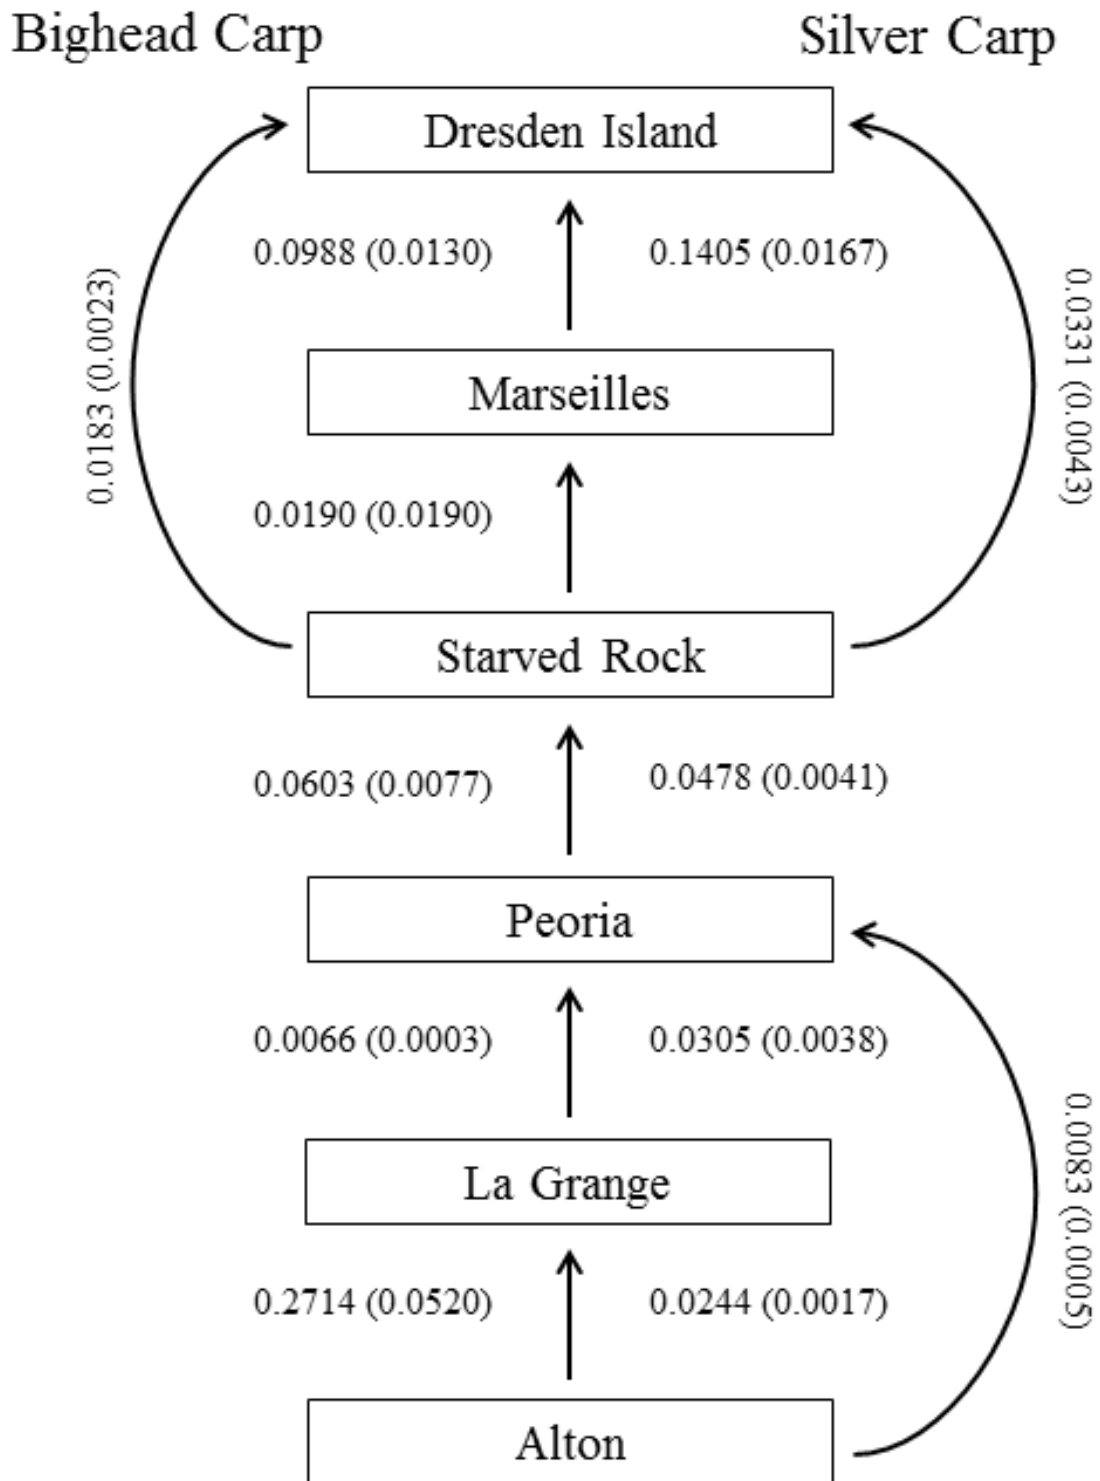 Bighead Carp
Silver Carp
Dresden Island
0.0988 (0.0130)
0.1405 (0.0167)
0.0183 (0.0023)
0.0331 (0.0043)
Marseilles
0.0190 (0.0190)
Starved Rock
0.0603 (0.0077)
0.0478 (0.0041)
Peoria
0.0066 (0.0003)
0.0305 (0.0038)
La Grange
0.0083 (0.0005)
0.2714 (0.0520)
0.0244 (0.0017)
Alton